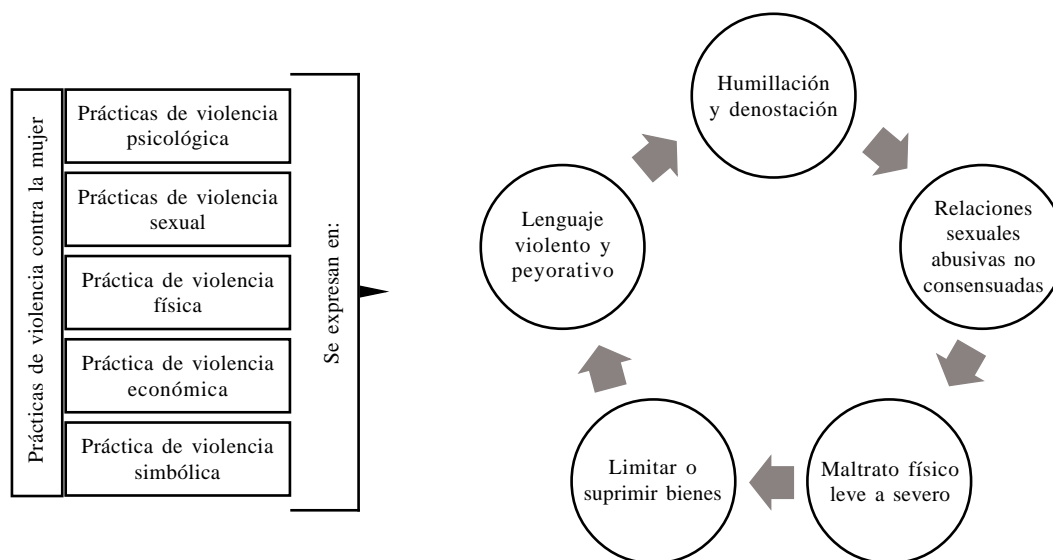 Prácticas de violencia contra la mujer
Prácticas de violencia
psicológica
Prácticas de violencia
sexual
Práctica de violencia
física
Práctica de violencia
económica
Práctica de violencia
simbólica
Se expresan en:
Humillación
y denostación
Relaciones
sexuales
abusivas no
consensuadas
Maltrato físico
leve a severo
Limitar o
suprimir bienes
Lenguaje
violento y
peyorativo